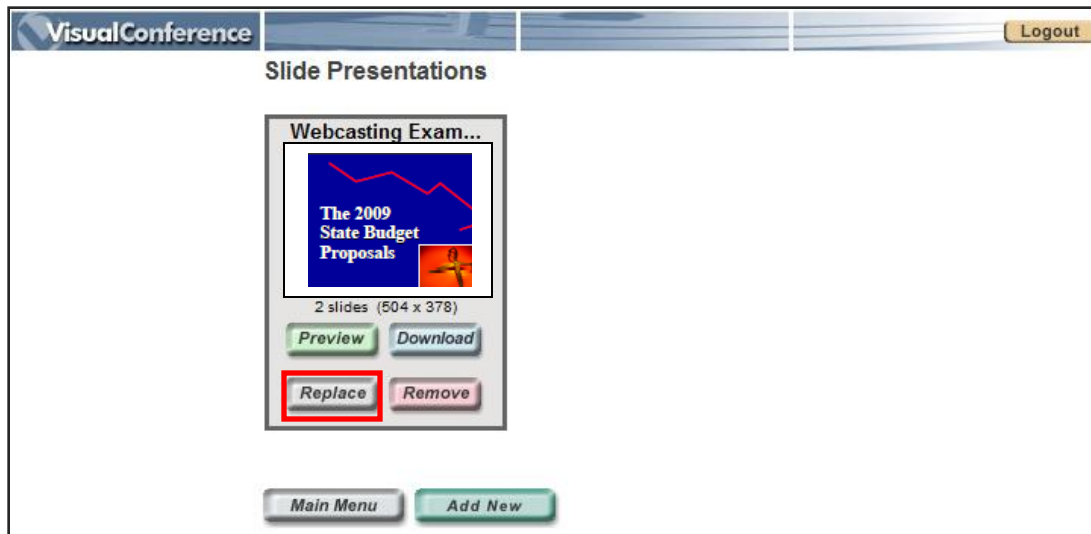 VisualConference
Logout
Slide Presentations
Webcasting Exam...
The 2009
State Budget
Proposals
2 slides (504 x 378)
Preview Download
Replace Remove
Main Menu Add New